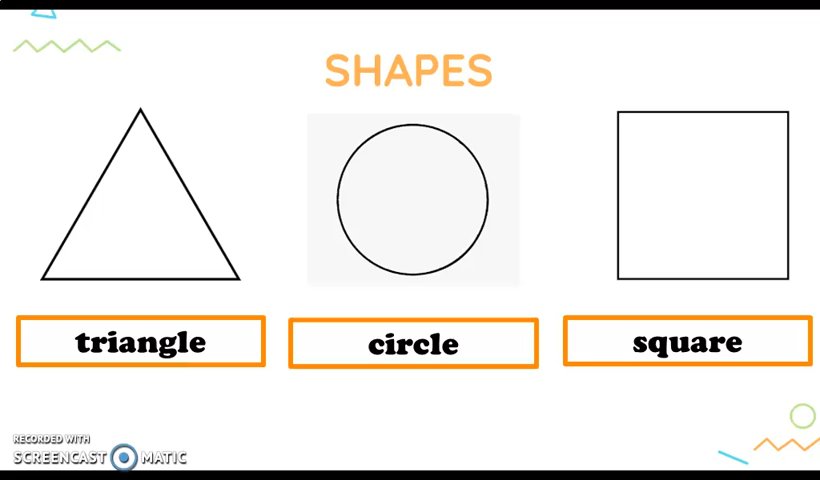 SHAPES
triangle
circle
square
RECORDED WITH
SCREENCAST MATIC